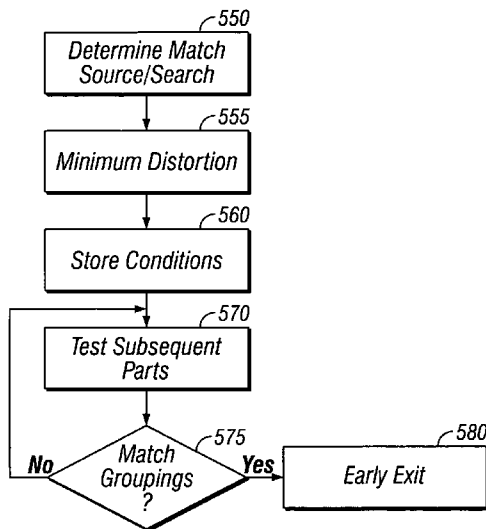 550
Determine Match
Source/Search
555
Minimum Distortion
560
Store Conditions
570
Test Subsequent
Parts
575
Match
Groupings
?
No
Yes
580
Early Exit